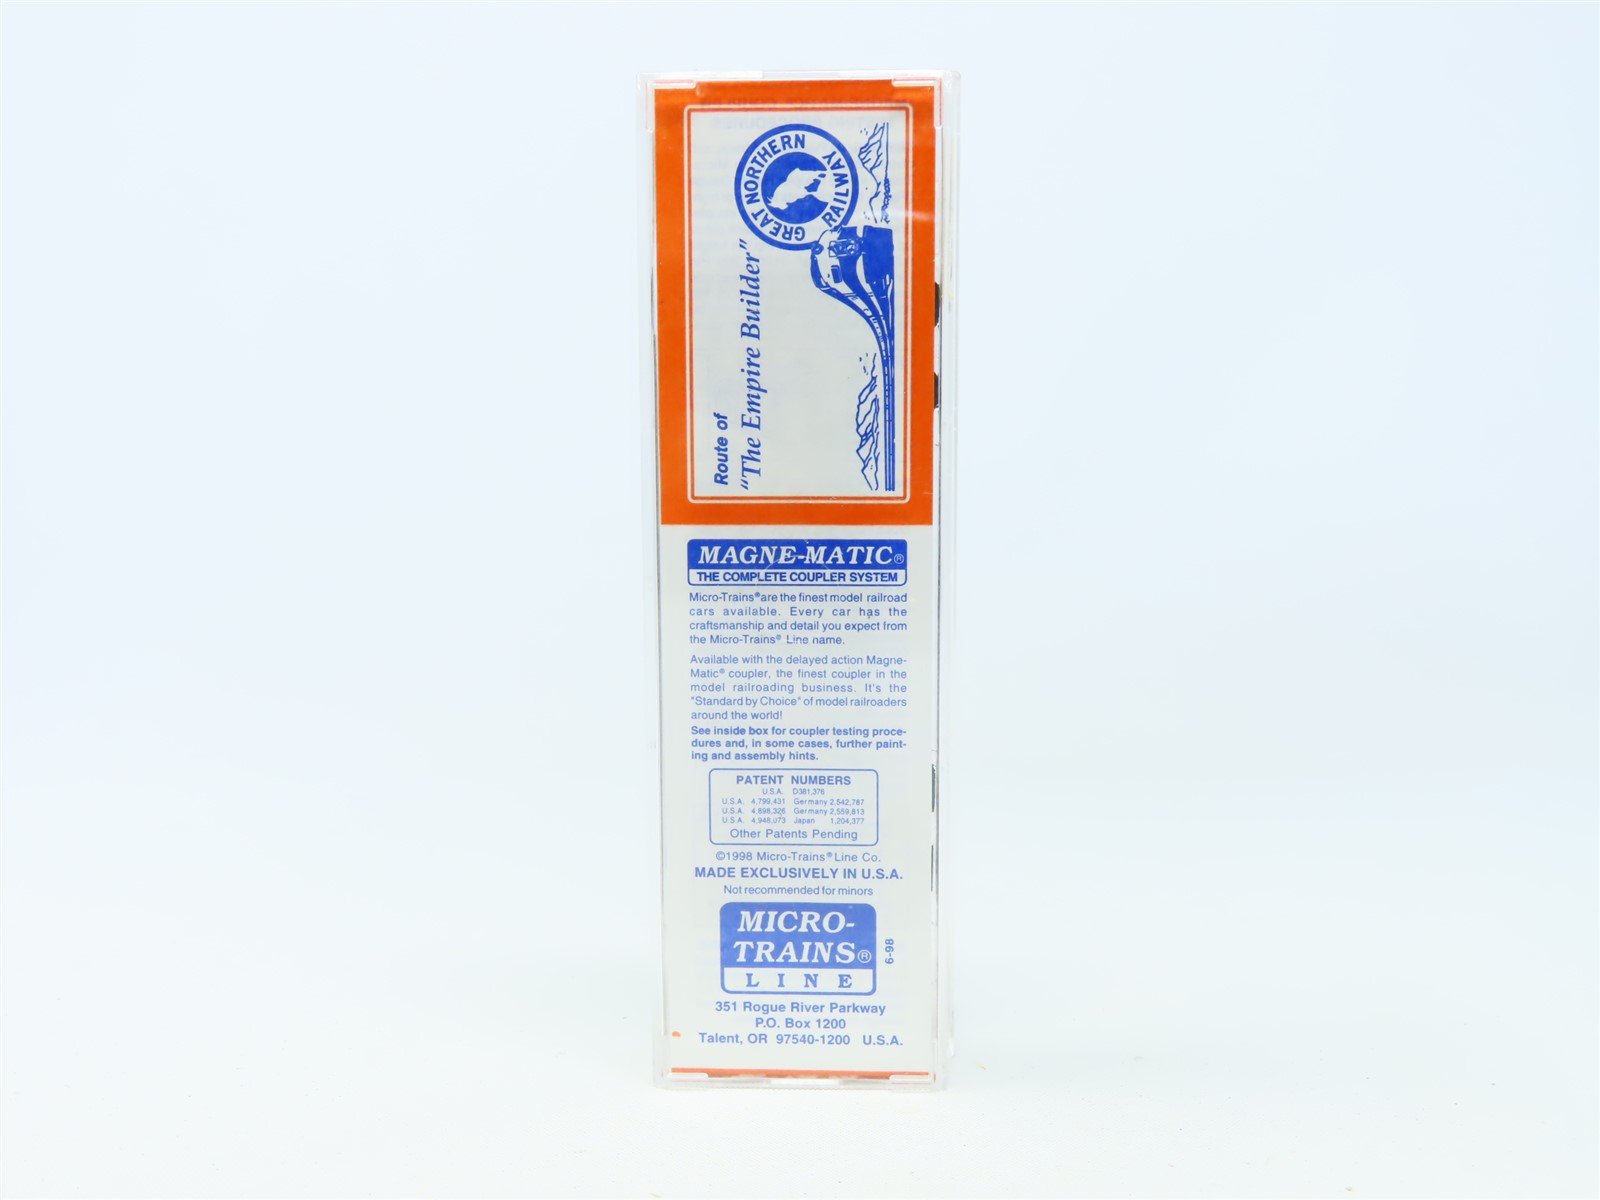 GREAT NORTHERN RAILWAY
Route of
"The Empire Builder"
MAGNE-MATIC®
THE COMPLETE COUPLER SYSTEM
Micro-Trains® are the finest model railroad
cars available. Every car has the
craftsmanship and detail you expect from
the Micro-Trains® Line name.
Available with the delayed action Magne-
Matic® coupler, the finest coupler in the
model railroading business. It's the
"Standard by Choice" of model railroaders
around the world!
See inside box for coupler testing proce-
dures and, in some cases, further paint-
ing and assembly hints.
PATENT NUMBERS
U.S.A. D381,376
U.S.A. 4,799,431 Germany 2,542,787
U.S.A. 4,898,326 Germany 2,559,813
U.S.A. 4,948,073 Japan 1,204,377
Other Patents Pending
©1998 Micro-Trains® Line Co.
MADE EXCLUSIVELY IN U.S.A.
Not recommended for minors
MICRO-
TRAINS®
LINE
6-98
351 Rogue River Parkway
P.O. Box 1200
Talent, OR 97540-1200 U.S.A.